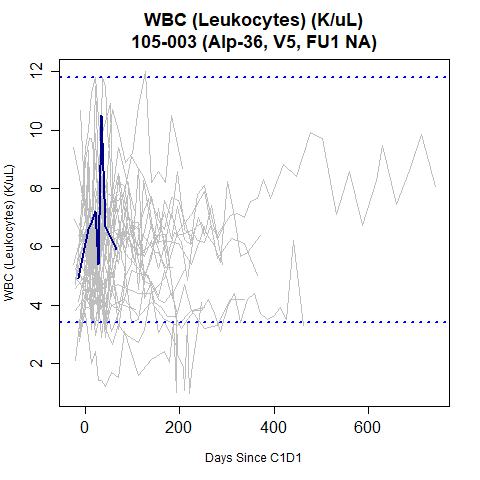 WBC (Leukocytes) (K/uL)
105-003 (Alp-36, V5, FU1 NA)
WBC (Leukocytes) (K/uL)
12
10
8
6
4
2
0 200 400 600
Days Since C1D1